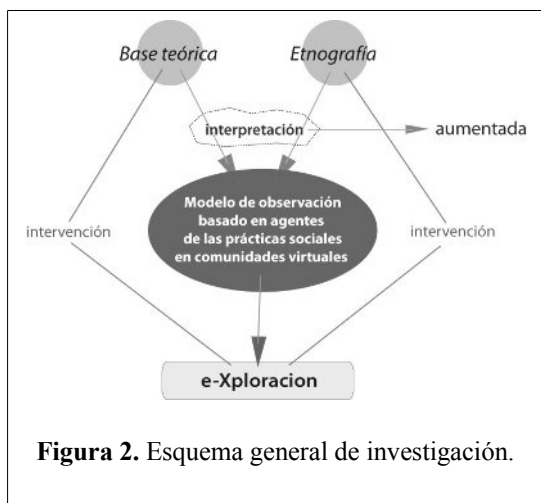 Base teórica
Etnografía
interpretación
aumentada
Modelo de observación
basado en agentes
de las prácticas sociales
en comunidades virtuales
intervención
intervención
e-Xploracion
Figura 2. Esquema general de investigación.